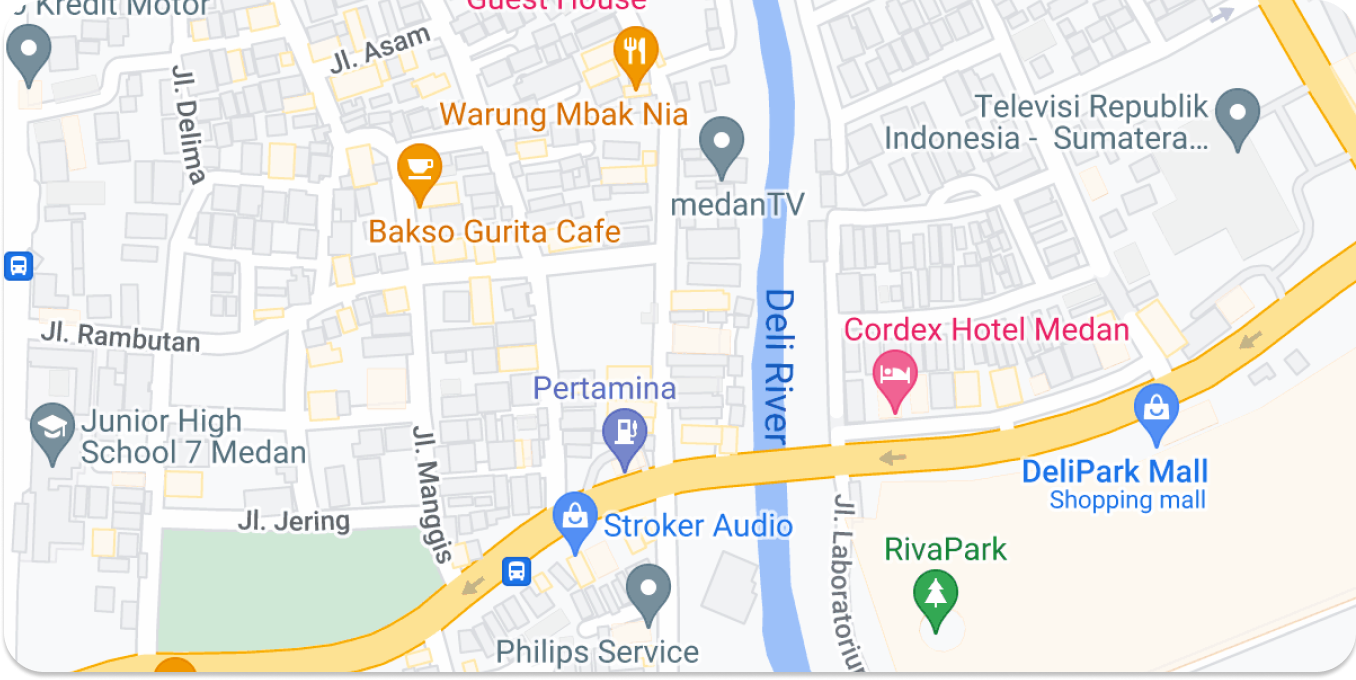 Kredit Motor
Guest House
Jl. Asam
Jl. Delima
Warung Mbak Nia
Televisi Republik
Indonesia - Sumatera...
medanTV
Bakso Gurita Cafe
Deli River
Jl. Rambutan
Cordex Hotel Medan
Pertamina
Junior High
School 7 Medan
Jl. Manggis
DeliPark Mall
Shopping mall
Jl. Jering
Stroker Audio
Jl. Laboratoriu
RivaPark
Philips Service